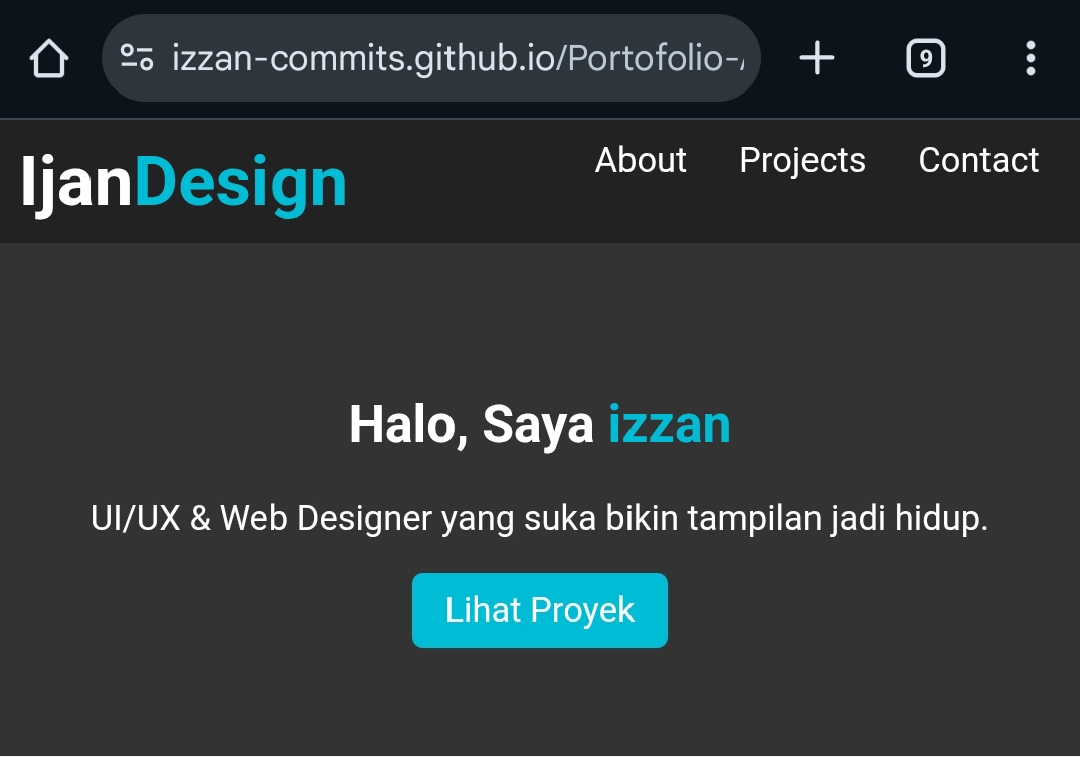 izzan-commits.github.io/Portofolio-
9
IjanDesign
About Projects Contact
Halo, Saya izzan
UI/UX & Web Designer yang suka bikin tampilan jadi hidup.
Lihat Proyek